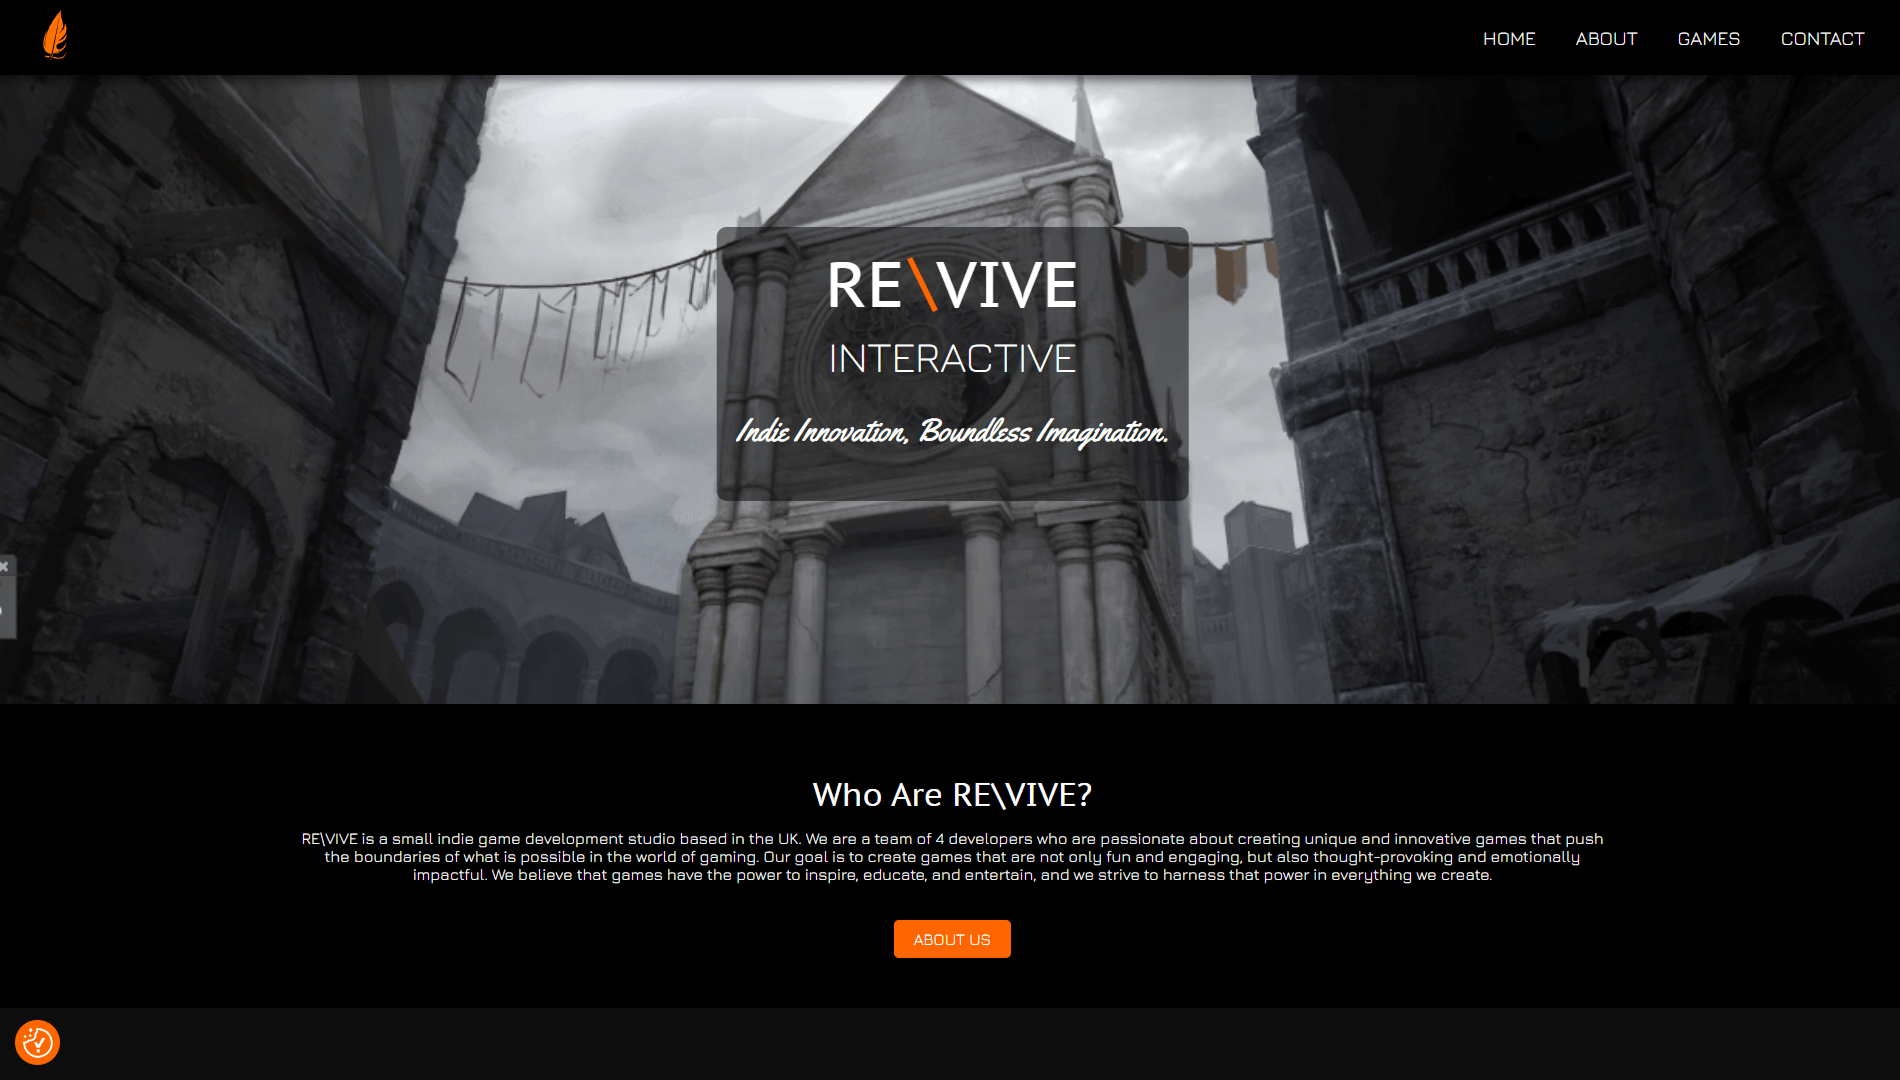 HOME ABOUT GAMES CONTACT
RE\VIVE
INTERACTIVE
Indie Innovation, Boundless Imagination.
Who Are RE\VIVE?
RE\VIVE is a small indie game development studio based in the UK. We are a team of 4 developers who are passionate about creating unique and innovative games that push
the boundaries of what is possible in the world of gaming. Our goal is to create games that are not only fun and engaging, but also thought-provoking and emotionally
impactful. We believe that games have the power to inspire, educate, and entertain, and we strive to harness that power in everything we create.
ABOUT US